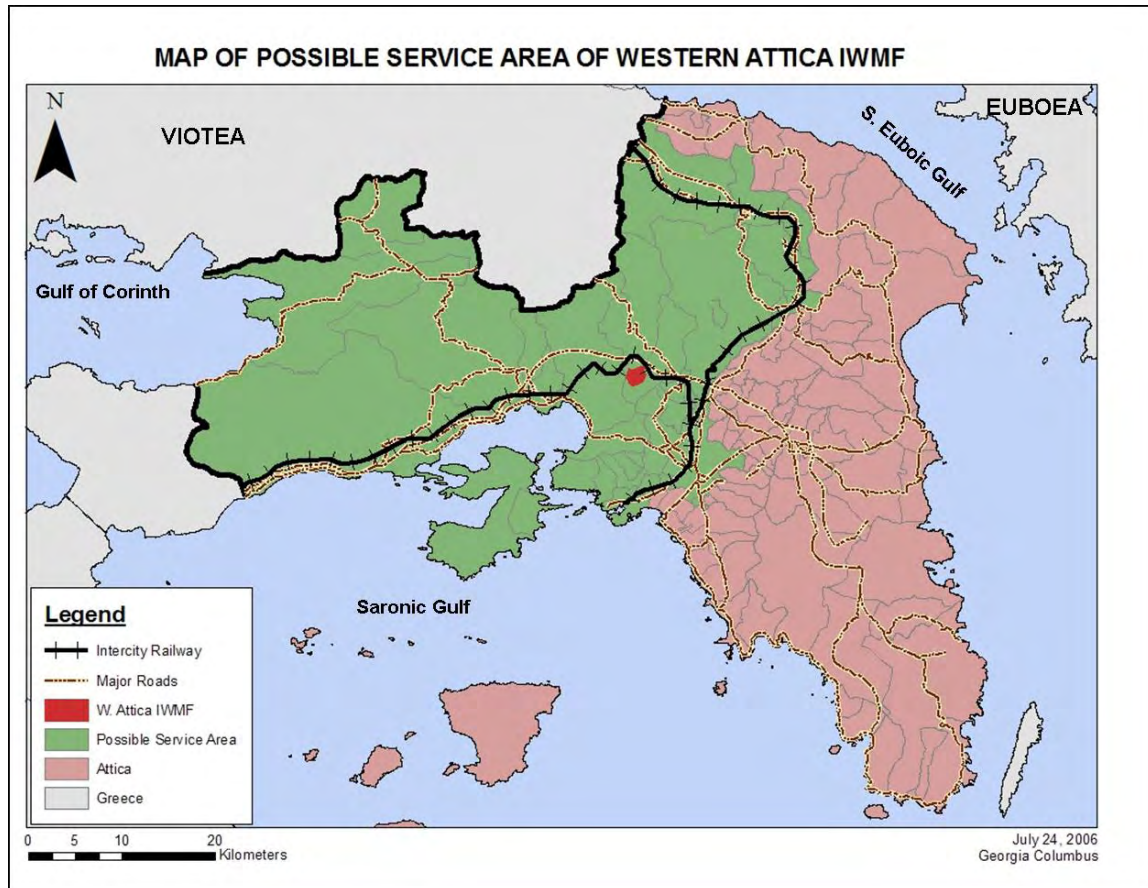 MAP OF POSSIBLE SERVICE AREA OF WESTERN ATTICA IWMF
N
VIOTEA
EUBOEA
S. Euboic Gulf
Gulf of Corinth
Saronic Gulf
Legend
Intercity Railway
Major Roads
W. Attica IWMF
Possible Service Area
Attica
Greece
0 5 10 20
Kilometers
July 24, 2006
Georgia Columbus